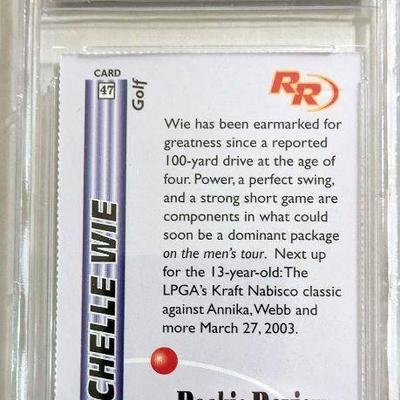 CARD
47
Golf
RR
CHELLE WIE
Wie has been earmarked for
greatness since a reported
100-yard drive at the age of
four. Power, a perfect swing,
and a strong short game are
components in what could
soon be a dominant package
on the men's tour. Next up
for the 13-year-old: The
LPGA's Kraft Nabisco classic
against Annika, Webb and
more March 27, 2003.
Rookie Review